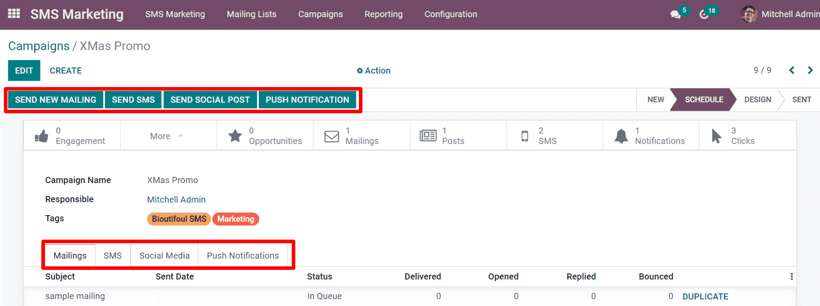 SMS Marketing SMS Marketing Mailing Lists Campaigns Reporting Configuration 5 18 Mitchell Admin
Campaigns / XMas Promo
EDIT CREATE Action 9 / 9
SEND NEW MAILING SEND SMS SEND SOCIAL POST PUSH NOTIFICATION NEW SCHEDULE DESIGN SENT
0 0 1 1 2 1 3
Engagement More Opportunities Mailings Posts SMS Notifications Clicks
Campaign Name XMas Promo
Responsible Mitchell Admin
Tags Bioutifoul SMS Marketing
Mailings SMS Social Media Push Notifications
Subject Sent Date Status Delivered Opened Replied Bounced
sample mailing In Queue 0 0 0 0 DUPLICATE